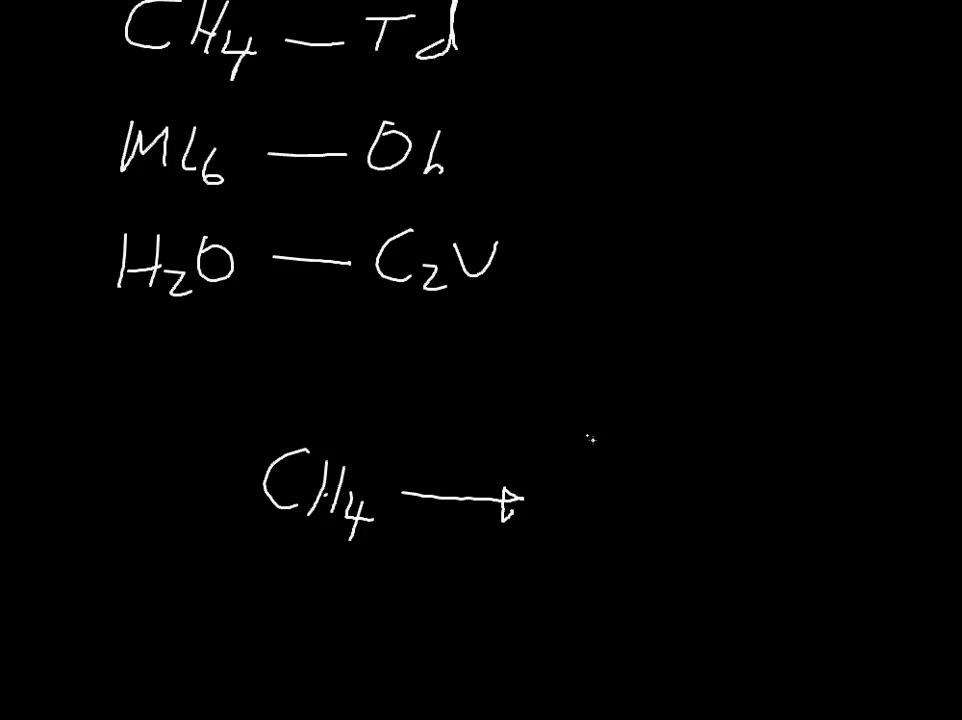 CH4 — Td
ML6 — Oh
H2O — C2V
CH4 →